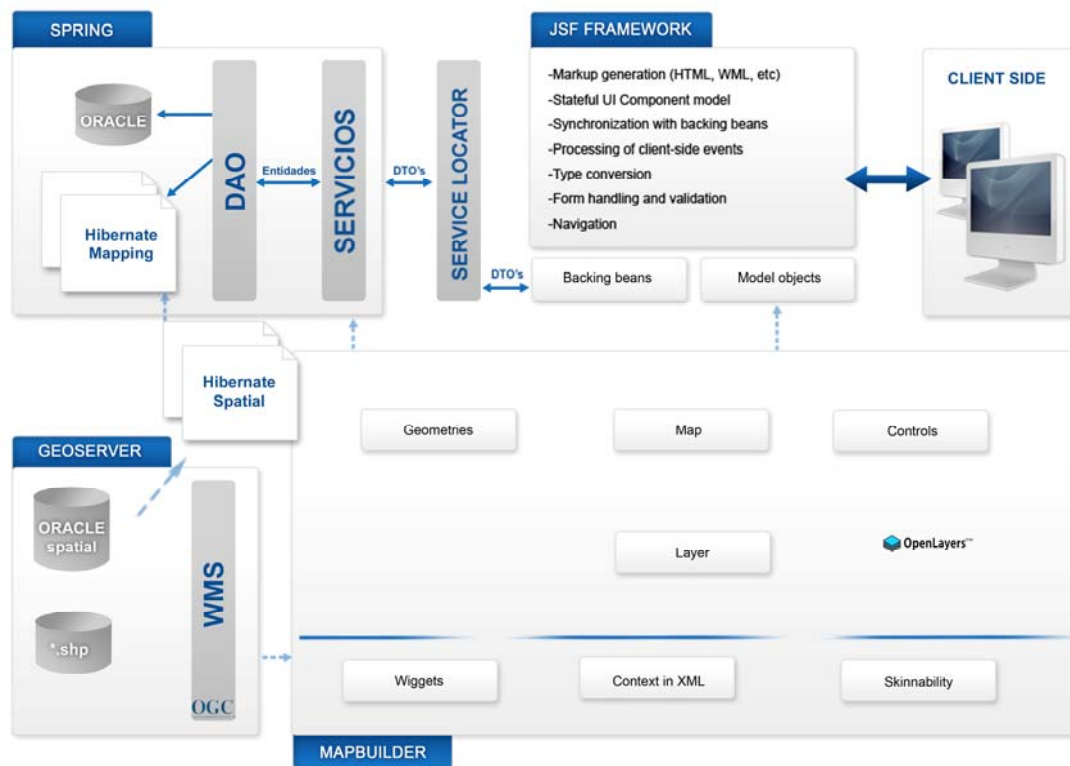 SPRING
ORACLE
Hibernate
Mapping
DAO
Entidades
SERVICIOS
DTO's
SERVICE LOCATOR
DTO's
JSF FRAMEWORK
-Markup generation (HTML, WML, etc)
-Stateful UI Component model
-Synchronization with backing beans
-Processing of client-side events
-Type conversion
-Form handling and validation
-Navigation
Backing beans
Model objects
CLIENT SIDE
Hibernate
Spatial
GEOSERVER
ORACLE
spatial
*.shp
WMS
OGC
Geometries
Map
Controls
Layer
OpenLayers™
Wiggets
Context in XML
Skinnability
MAPBUILDER